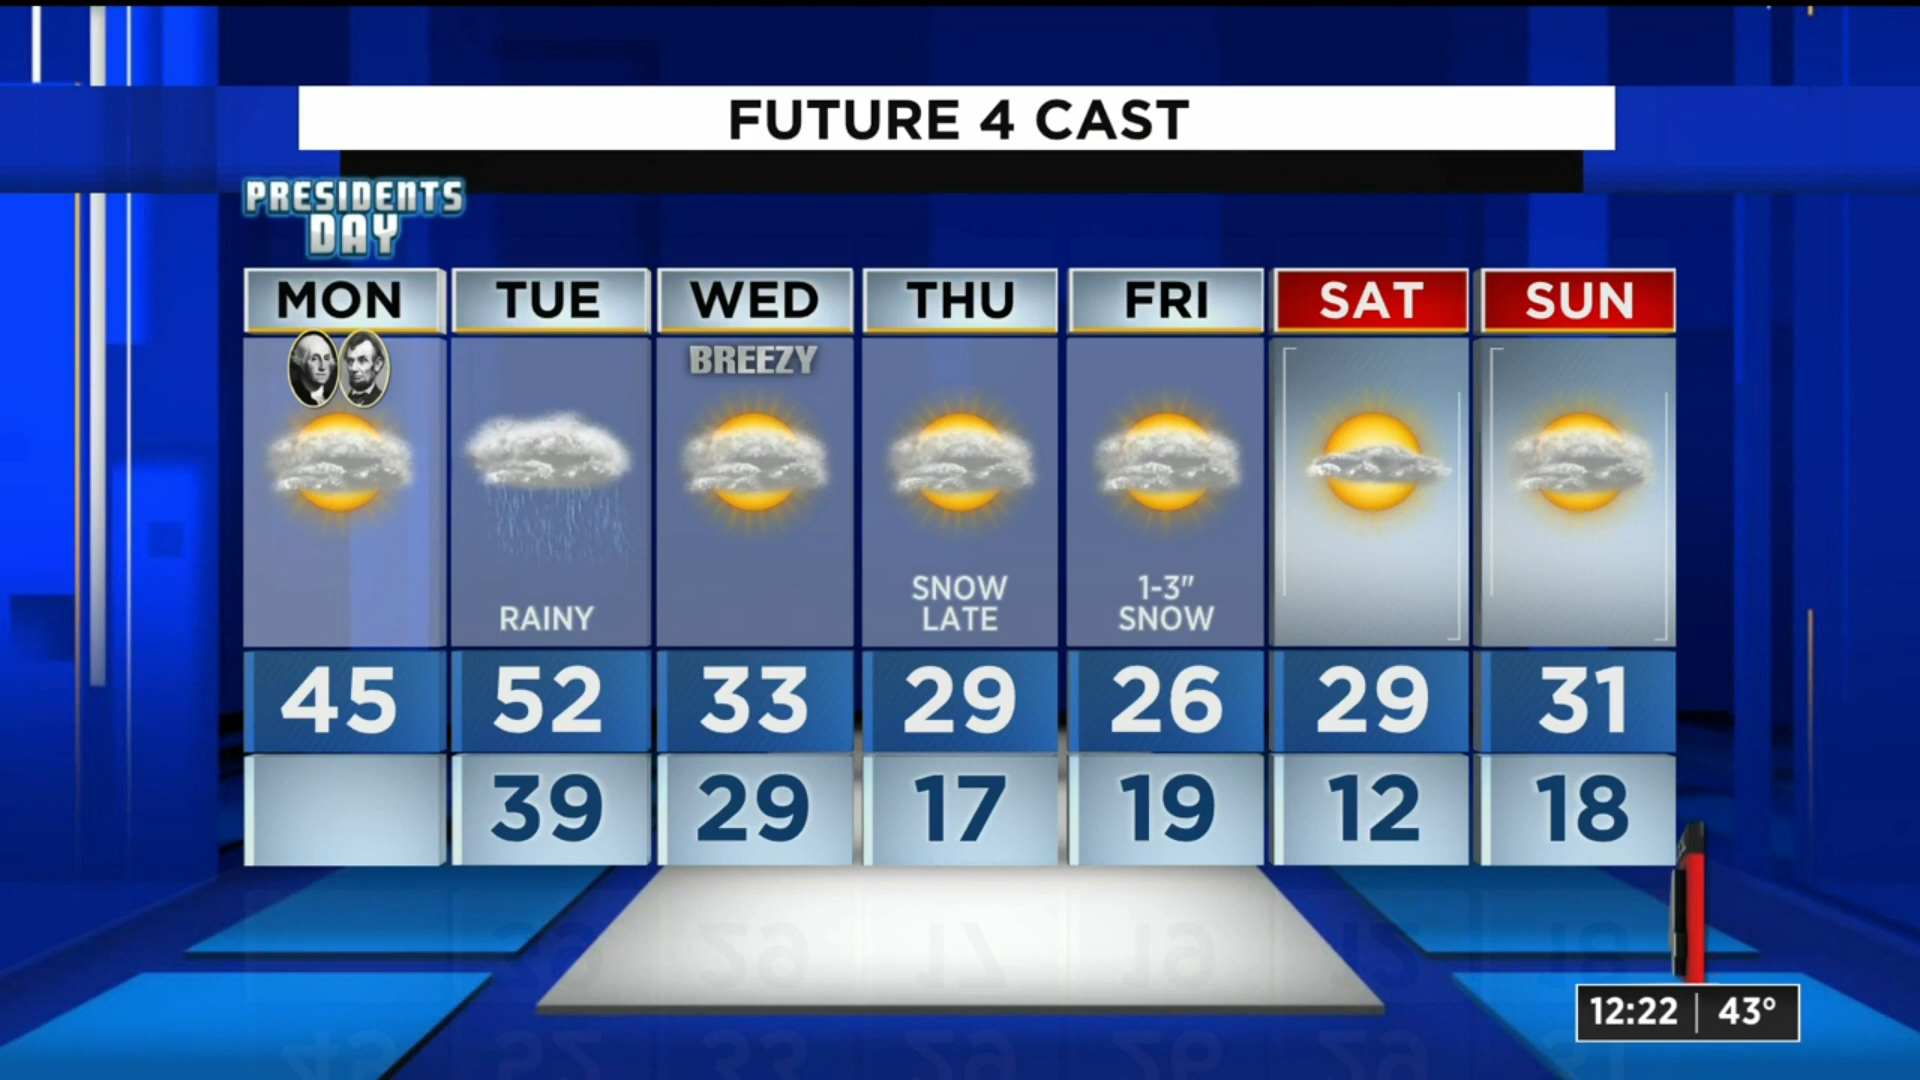 FUTURE 4 CAST
PRESIDENTS
DAY
MON TUE WED THU FRI SAT SUN
BREEZY
SNOW 1-3"
RAINY LATE SNOW
45 52 33 29 26 29 31
39 29 17 19 12 18
12:22 43°